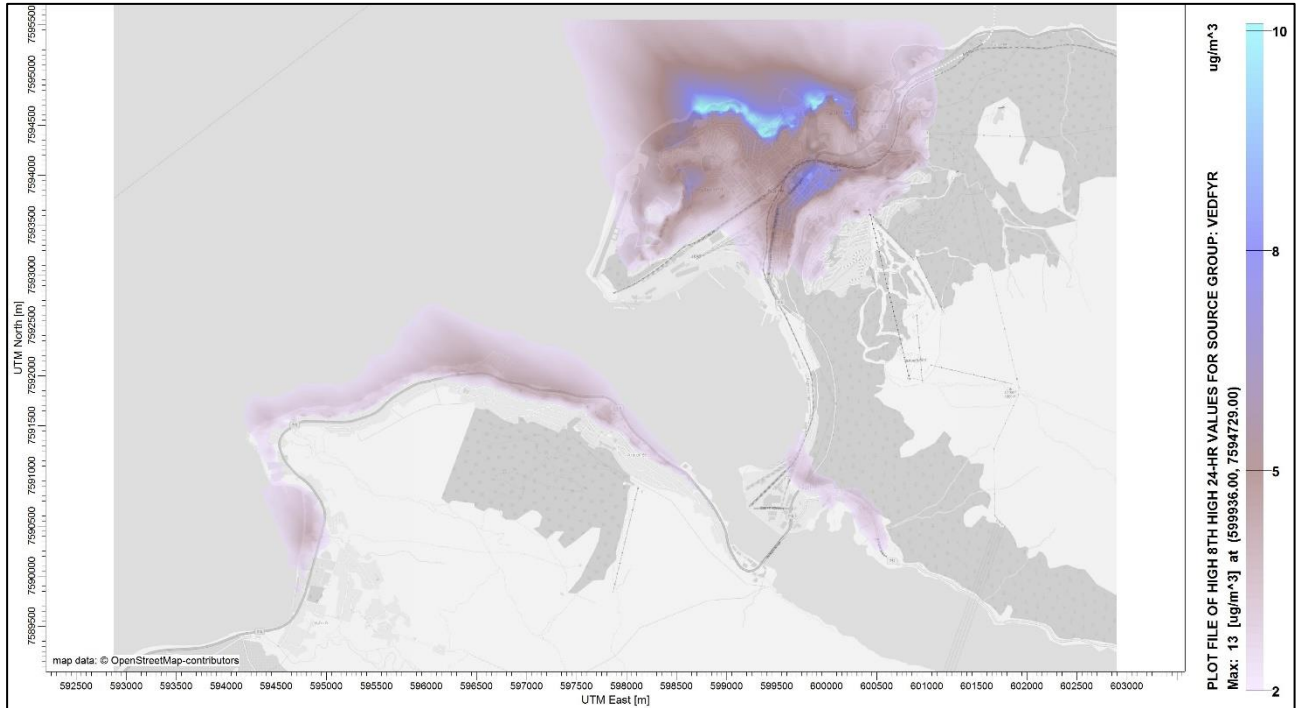 7595500
7595000
7594500
7594000
7593500
7593000
7592500
7592000
7591500
7591000
7590500
7590000
7589500
UTM North [m]
map data: © OpenStreetMap-contributors
592500 593000 593500 594000 594500 595000 595500 596000 596500 597000 597500 598000 598500 599000 599500 600000 600500 601000 601500 602000 602500 603000
UTM East [m]
PLOT FILE OF HIGH 8TH HIGH 24-HR VALUES FOR SOURCE GROUP: VEDFYR ug/m^3
Max: 13 [ug/m^3] at (599936.00, 7594729.00)
10
8
5
2